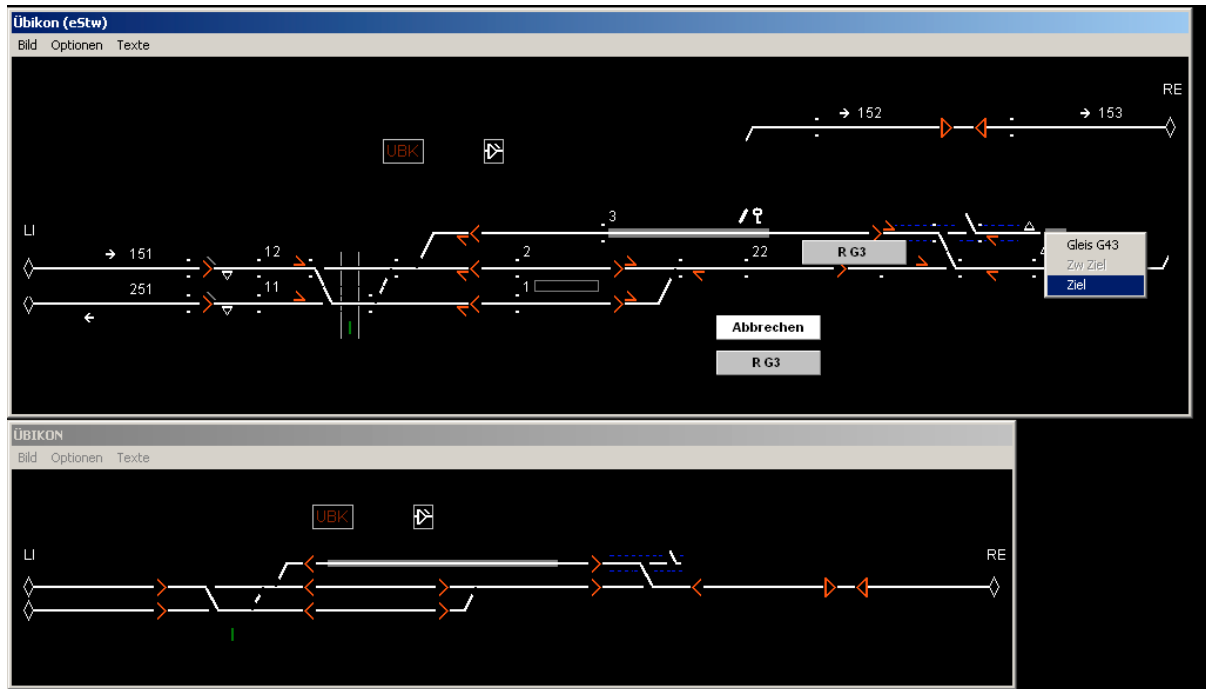 Übikon (eStw)
Bild Optionen Texte
RE
→ 152 → 153
UBK
3
LI
→ 151 12 2 22 R G3 Gleis G43
Zw Ziel
251 11 1 Ziel
←
Abbrechen
R G3
ÜBIKON
Bild Optionen Texte
UBK
LI RE